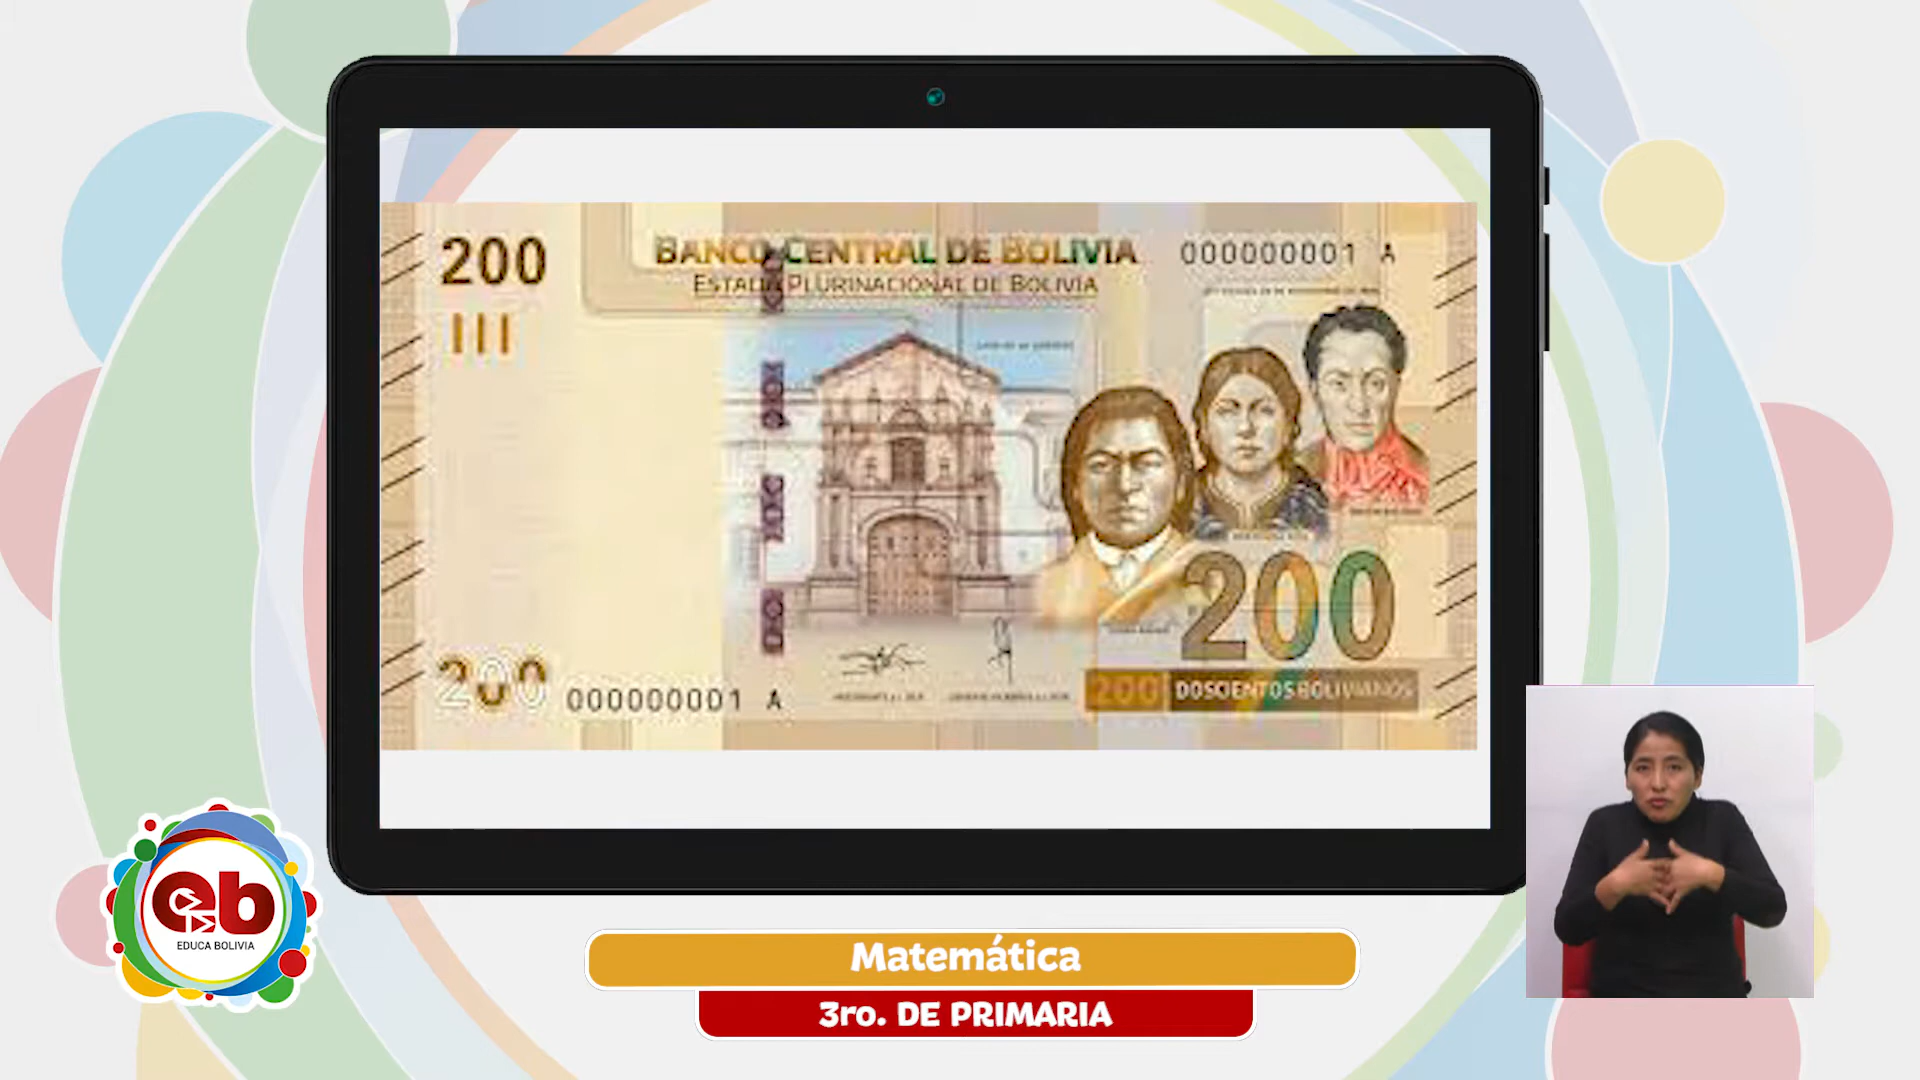 200
BANCO CENTRAL DE BOLIVIA
ESTADO PLURINACIONAL DE BOLIVIA
000000001 A
200
200
000000001 A
200 DOSCIENTOS BOLIVIANOS
eb
EDUCA BOLIVIA
Matemática
3ro. DE PRIMARIA